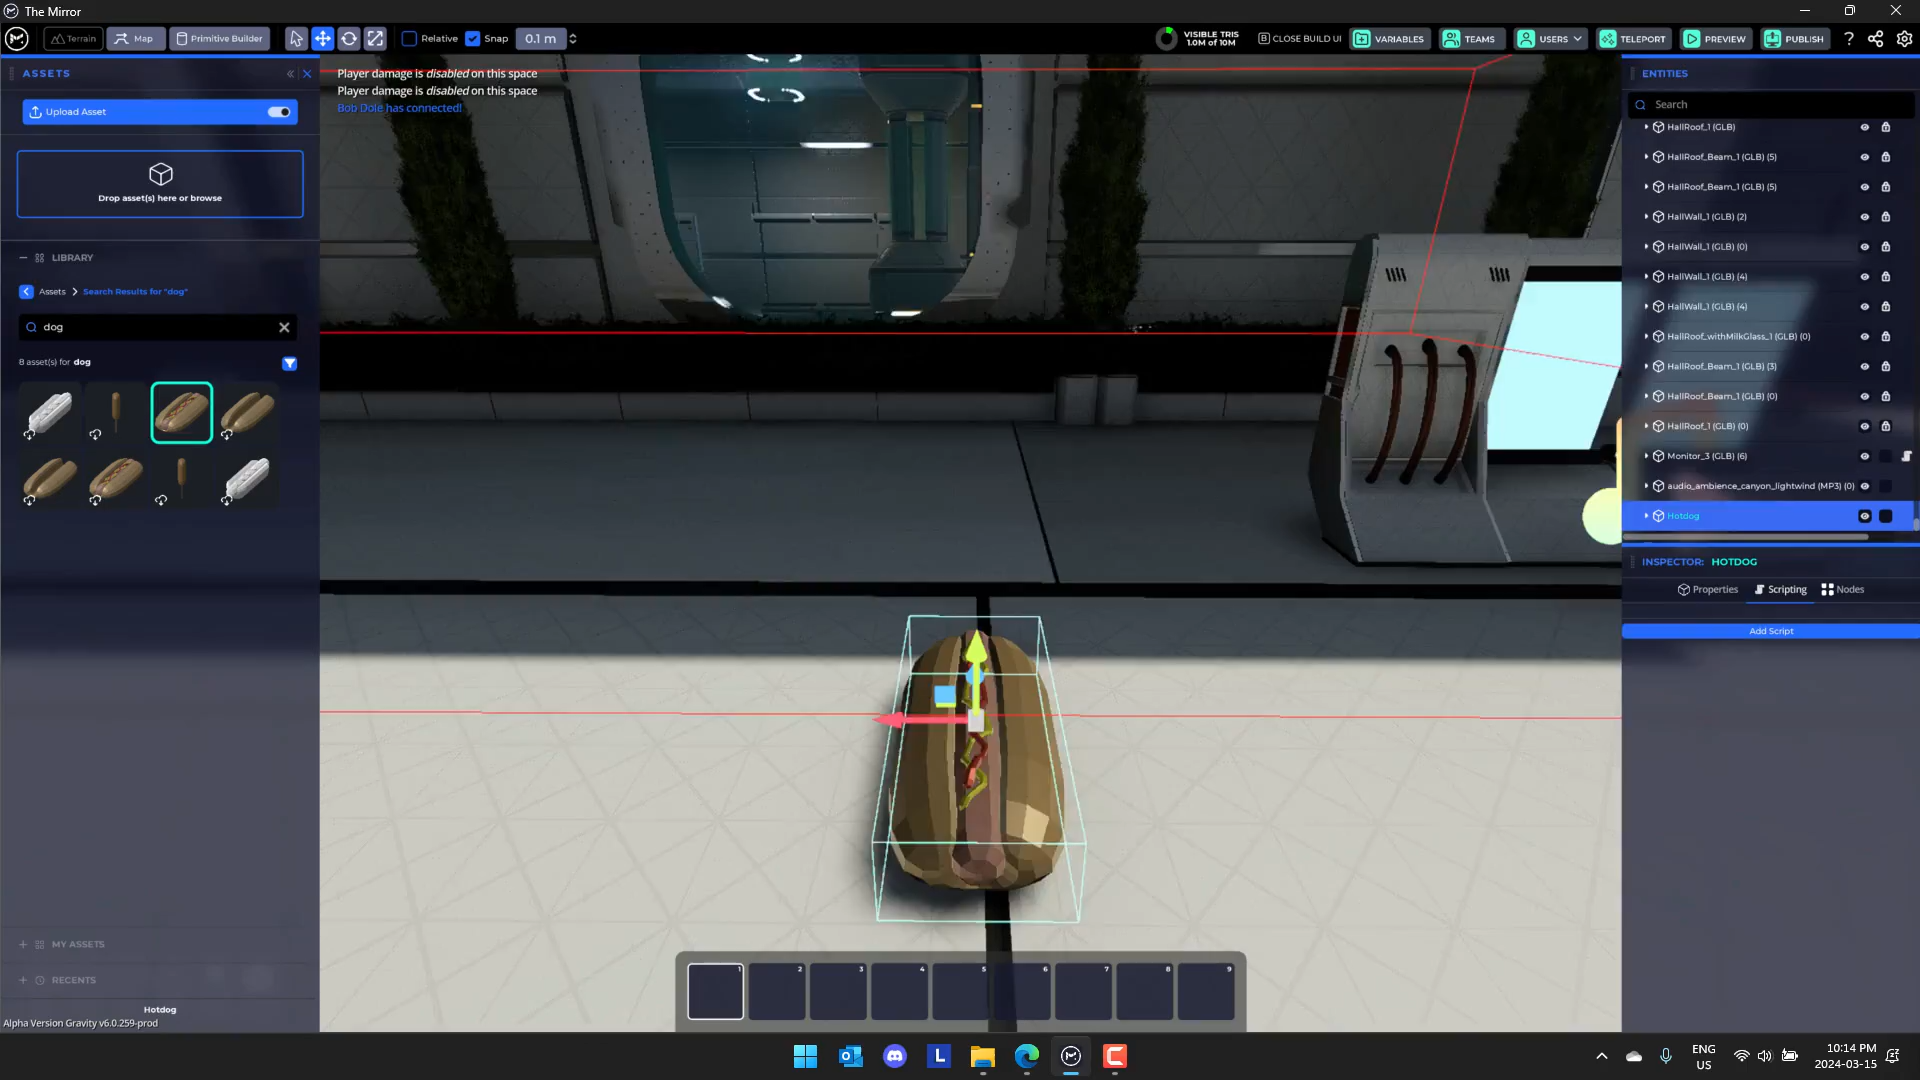 The Mirror
Terrain
Map
Primitive Builder
Relative
Snap
0.1 m
VISIBLE TRIS
1.0M of 10M
B CLOSE BUILD UI
VARIABLES
TEAMS
USERS
TELEPORT
PREVIEW
PUBLISH
ASSETS
Upload Asset
Drop asset(s) here or browse
LIBRARY
Assets > Search Results for "dog"
dog
8 asset(s) for dog
MY ASSETS
RECENTS
Hotdog
Alpha Version Gravity v6.0.259-prod
Player damage is disabled on this space
Player damage is disabled on this space
Bob Dole has connected!
1
2
3
4
5
6
7
8
9
ENTITIES
Search
HallRoof_1 (GLB)
HallRoof_Beam_1 (GLB) (5)
HallRoof_Beam_1 (GLB) (5)
HallWall_1 (GLB) (2)
HallWall_1 (GLB) (0)
HallWall_1 (GLB) (4)
HallWall_1 (GLB) (4)
HallRoof_withMilkGlass_1 (GLB) (0)
HallRoof_Beam_1 (GLB) (3)
HallRoof_Beam_1 (GLB) (0)
HallRoof_1 (GLB) (0)
Monitor_3 (GLB) (6)
audio_ambience_canyon_lightwind (MP3) (0)
Hotdog
INSPECTOR: HOTDOG
Properties
Scripting
Nodes
Add Script
L
ENG
US
10:14 PM
2024-03-15